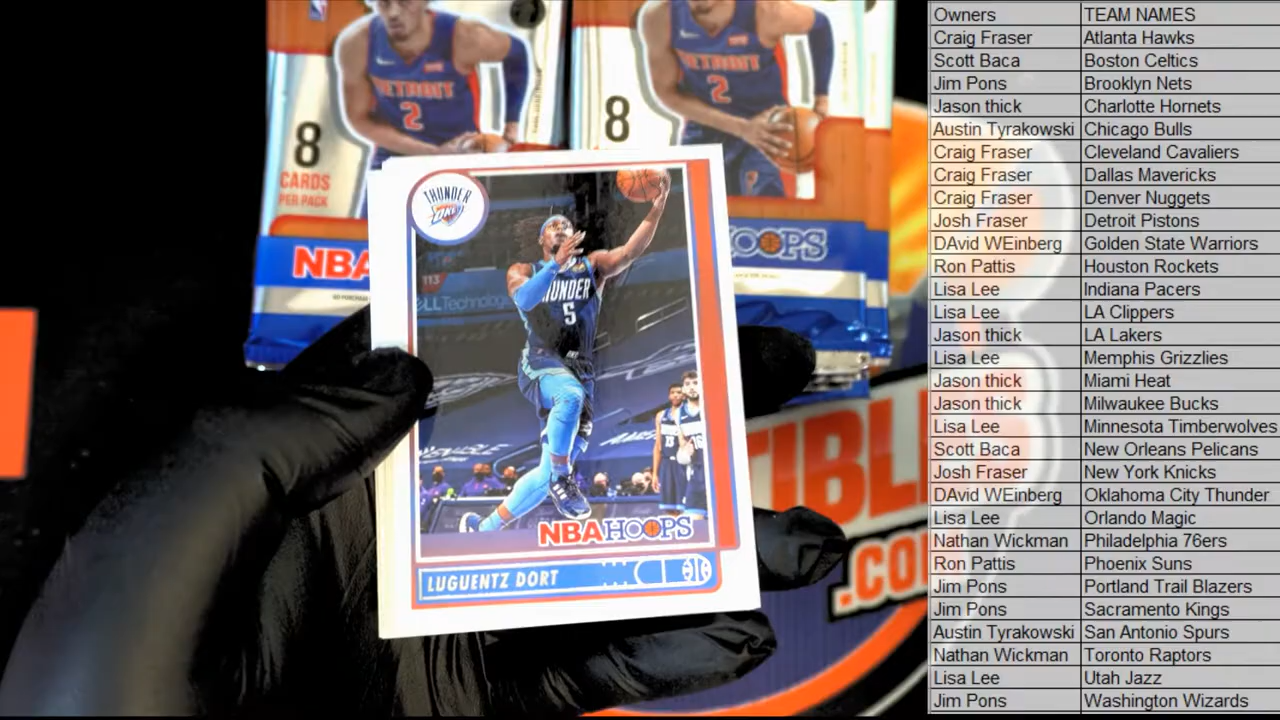 DETROIT
2
8
CARDS
PER PACK
NBA
DETROIT
2
8
HOOPS
THUNDER
OKC
113
DELLTechnolog
THUNDER
5
NBA HOOPS
LUGUENTZ DORT
TIBL
.CO
Owners TEAM NAMES
Craig Fraser Atlanta Hawks
Scott Baca Boston Celtics
Jim Pons Brooklyn Nets
Jason thick Charlotte Hornets
Austin Tyrakowski Chicago Bulls
Craig Fraser Cleveland Cavaliers
Craig Fraser Dallas Mavericks
Craig Fraser Denver Nuggets
Josh Fraser Detroit Pistons
DAvid WEinberg Golden State Warriors
Ron Pattis Houston Rockets
Lisa Lee Indiana Pacers
Lisa Lee LA Clippers
Jason thick LA Lakers
Lisa Lee Memphis Grizzlies
Jason thick Miami Heat
Jason thick Milwaukee Bucks
Lisa Lee Minnesota Timberwolves
Scott Baca New Orleans Pelicans
Josh Fraser New York Knicks
DAvid WEinberg Oklahoma City Thunder
Lisa Lee Orlando Magic
Nathan Wickman Philadelphia 76ers
Ron Pattis Phoenix Suns
Jim Pons Portland Trail Blazers
Jim Pons Sacramento Kings
Austin Tyrakowski San Antonio Spurs
Nathan Wickman Toronto Raptors
Lisa Lee Utah Jazz
Jim Pons Washington Wizards